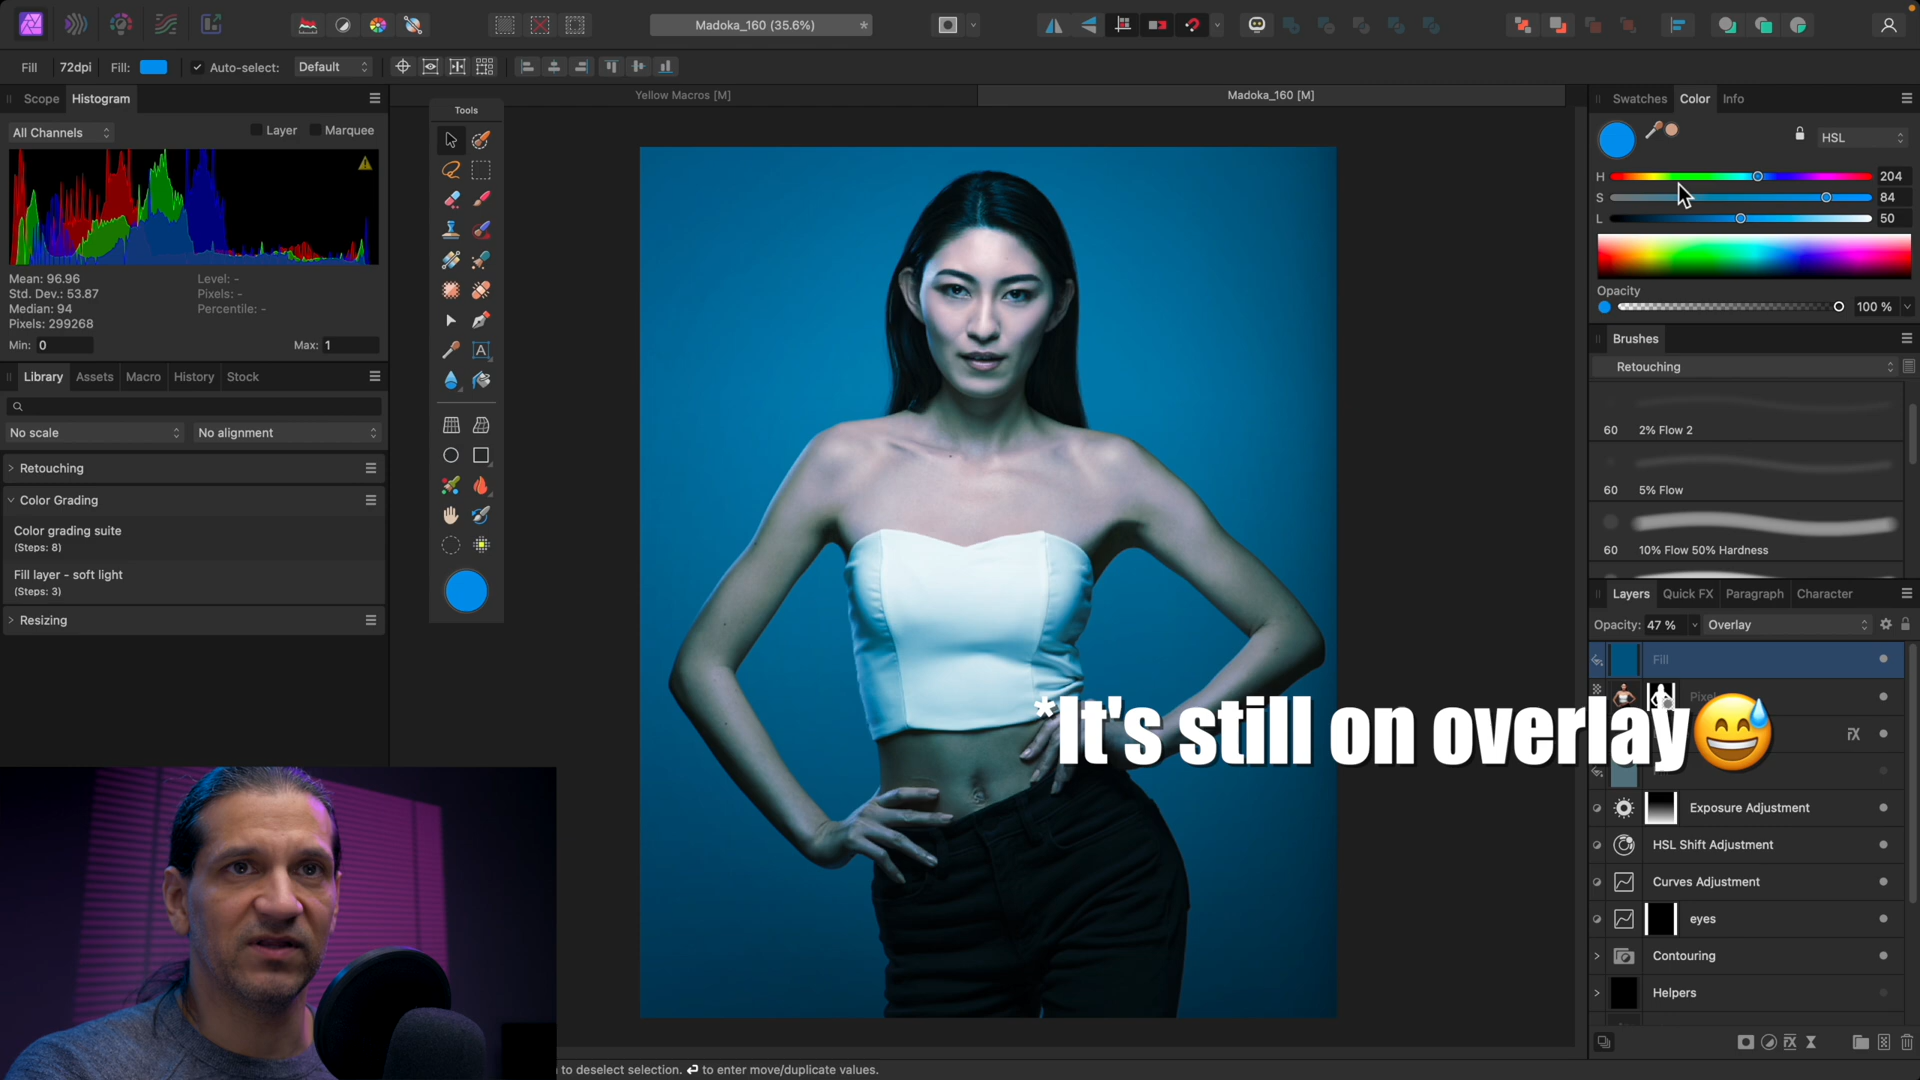 Madoka_160 (35.6%)
*
Fill
72dpi
Fill:
Auto-select:
Default
Scope
Histogram
Yellow Macros [M]
Madoka_160 [M]
All Channels
Layer
Marquee
Mean: 96.96
Std. Dev.: 53.87
Median: 94
Pixels: 299268
Level: -
Pixels: -
Percentile: -
Min: 0
Max: 1
Library
Assets
Macro
History
Stock
No scale
No alignment
Retouching
Color Grading
Color grading suite
(Steps: 8)
Fill layer - soft light
(Steps: 3)
Resizing
Tools
A
Swatches
Color
Info
HSL
H
204
S
84
L
50
Opacity
100 %
Brushes
Retouching
60 2% Flow 2
60 5% Flow
60 10% Flow 50% Hardness
Layers
Quick FX
Paragraph
Character
Opacity: 47 %
Overlay
Fill
*It's still on overlay😅
Exposure Adjustment
HSL Shift Adjustment
Curves Adjustment
eyes
Contouring
Helpers
to deselect selection. ⏎ to enter move/duplicate values.